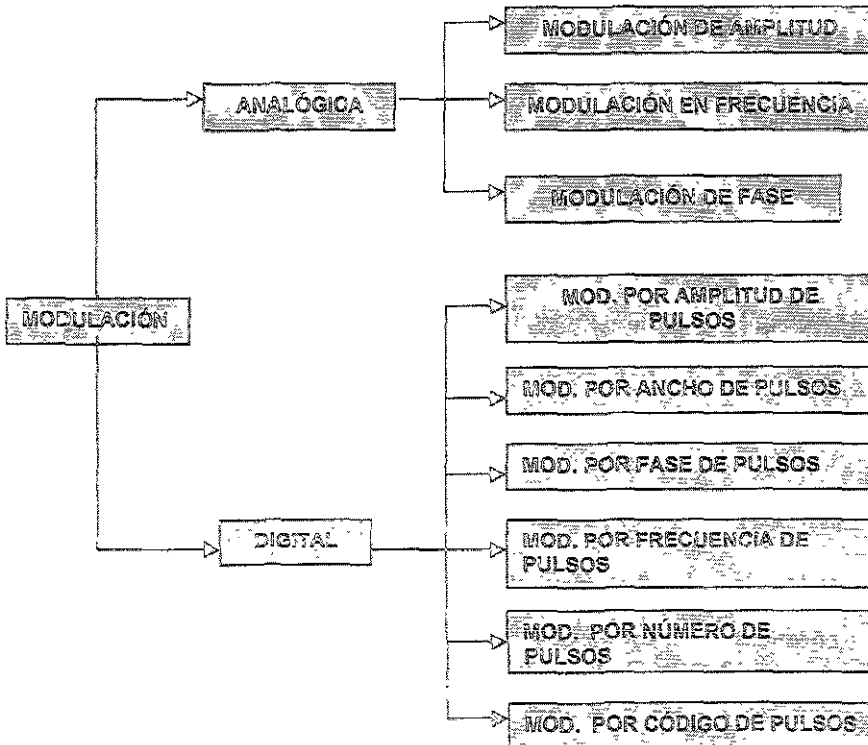 MODULACIÓN DE AMPLITUD
ANALÓGICA
MODULACIÓN EN FRECUENCIA
MODULACIÓN DE FASE
MODULACIÓN
MOD. POR AMPLITUD DE
PULSOS
MOD. POR ANCHO DE PULSOS
MOD. POR FASE DE PULSOS
DIGITAL
MOD. POR FRECUENCIA DE
PULSOS
MOD. POR NÚMERO DE
PULSOS
MOD. POR CÓDIGO DE PULSOS